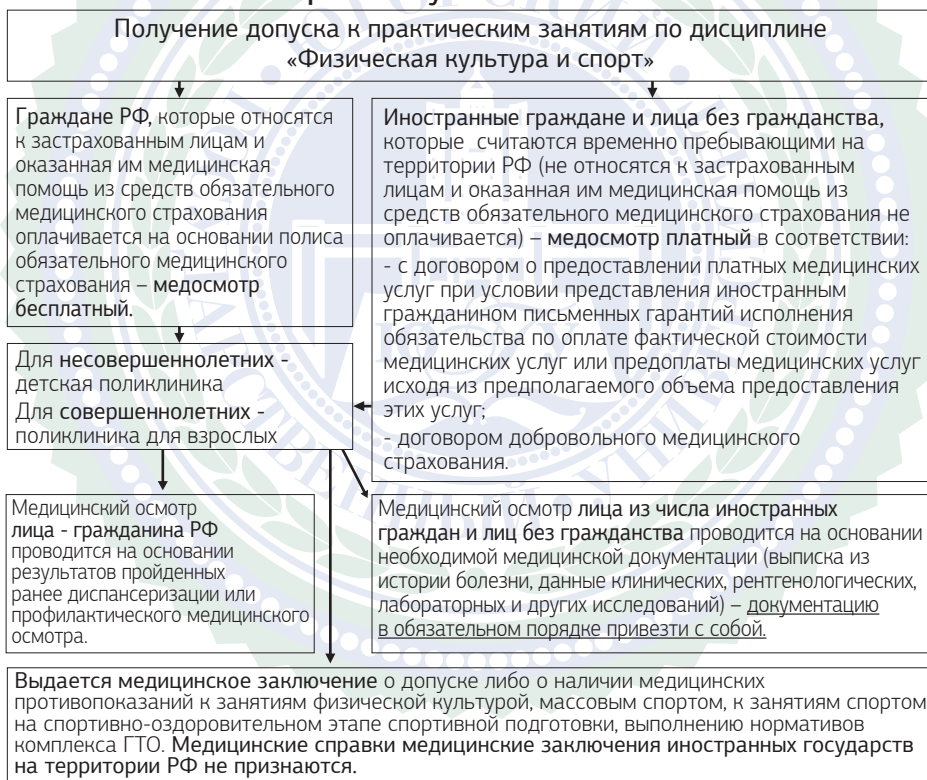 Получение допуска к практическим занятиям по дисциплине
«Физическая культура и спорт»
Граждане РФ, которые относятся
к застрахованным лицам и
оказанная им медицинская
помощь из средств обязательного
медицинского страхования
оплачивается на основании полиса
обязательного медицинского
страхования – медосмотр
бесплатный.
Иностранные граждане и лица без гражданства,
которые считаются временно пребывающими на
территории РФ (не относятся к застрахованным
лицам и оказанная им медицинская помощь из
средств обязательного медицинского страхования не
оплачивается) – медосмотр платный в соответствии:
- с договором о предоставлении платных медицинских
услуг при условии представления иностранным
гражданином письменных гарантий исполнения
обязательства по оплате фактической стоимости
медицинских услуг или предоплаты медицинских услуг
исходя из предполагаемого объема предоставления
этих услуг;
- договором добровольного медицинского
страхования.
Для несовершеннолетних -
детская поликлиника
Для совершеннолетних -
поликлиника для взрослых
Медицинский осмотр
лица - гражданина РФ
проводится на основании
результатов пройденных
ранее диспансеризации или
профилактического медицинского
осмотра.
Медицинский осмотр лица из числа иностранных
граждан и лиц без гражданства проводится на основании
необходимой медицинской документации (выписка из
истории болезни, данные клинических, рентгенологических,
лабораторных и других исследований) – документацию
в обязательном порядке привезти с собой.
Выдается медицинское заключение о допуске либо о наличии медицинских
противопоказаний к занятиям физической культурой, массовым спортом, к занятиям спортом
на спортивно-оздоровительном этапе спортивной подготовки, выполнению нормативов
комплекса ГТО. Медицинские справки медицинские заключения иностранных государств
на территории РФ не признаются.